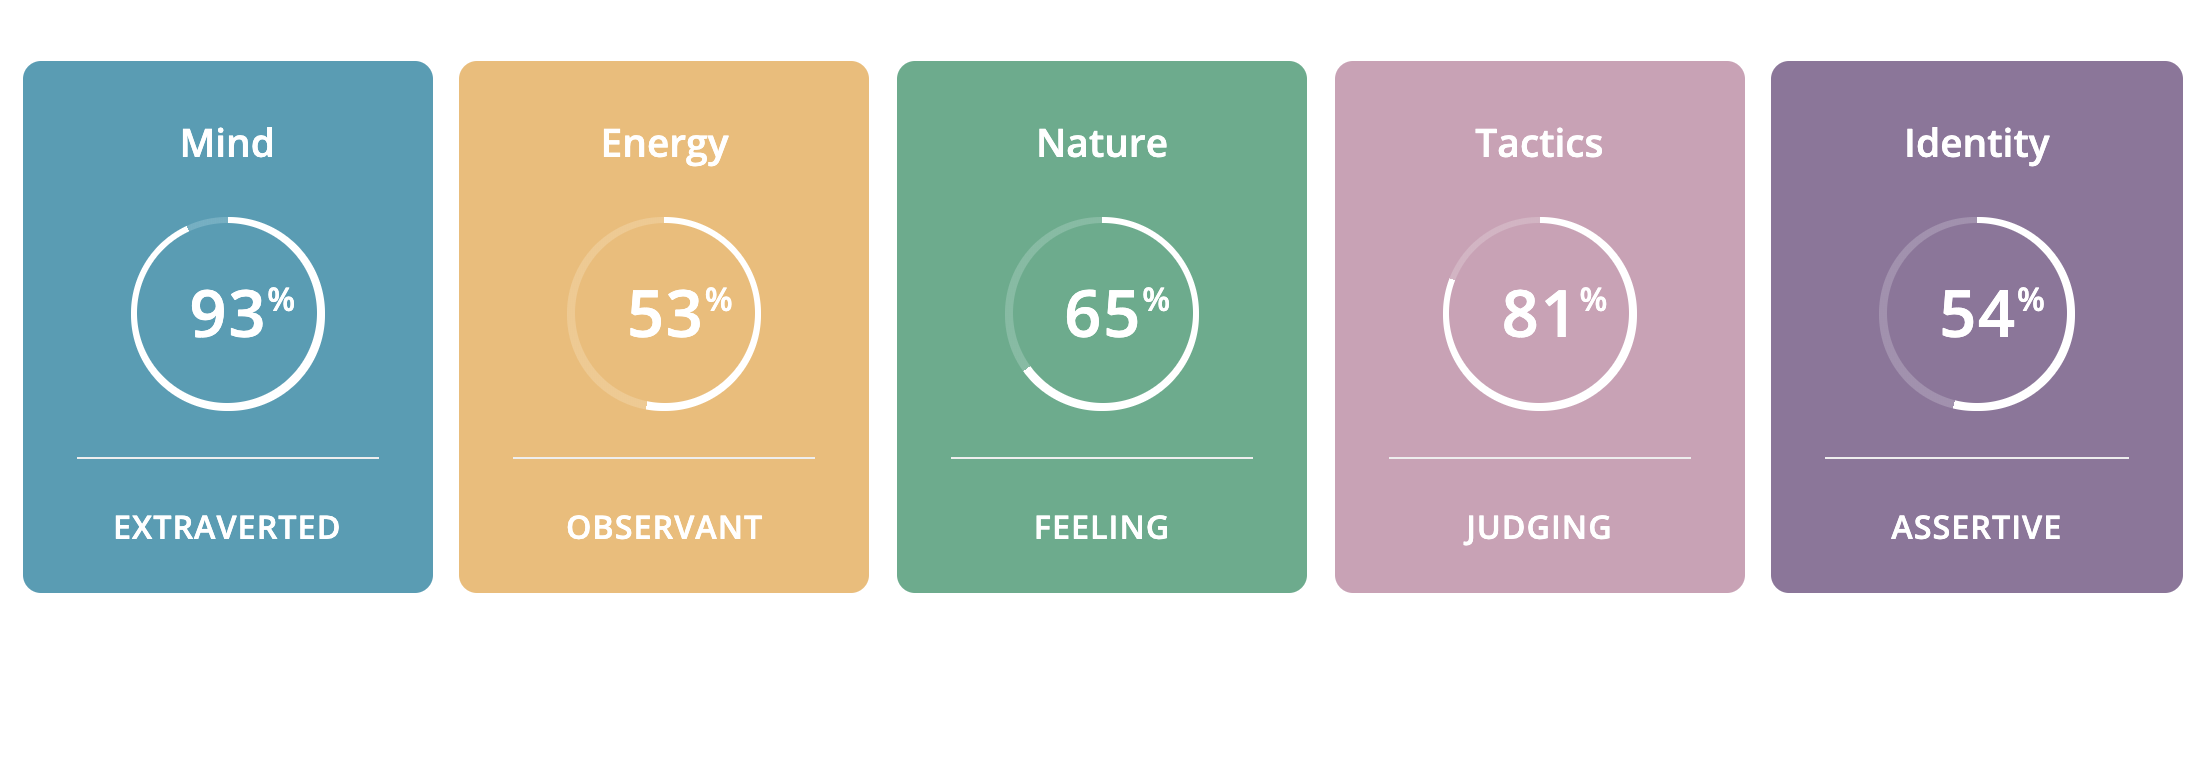 Mind
93%
EXTRAVERTED
Energy
53%
OBSERVANT
Nature
65%
FEELING
Tactics
81%
JUDGING
Identity
54%
ASSERTIVE